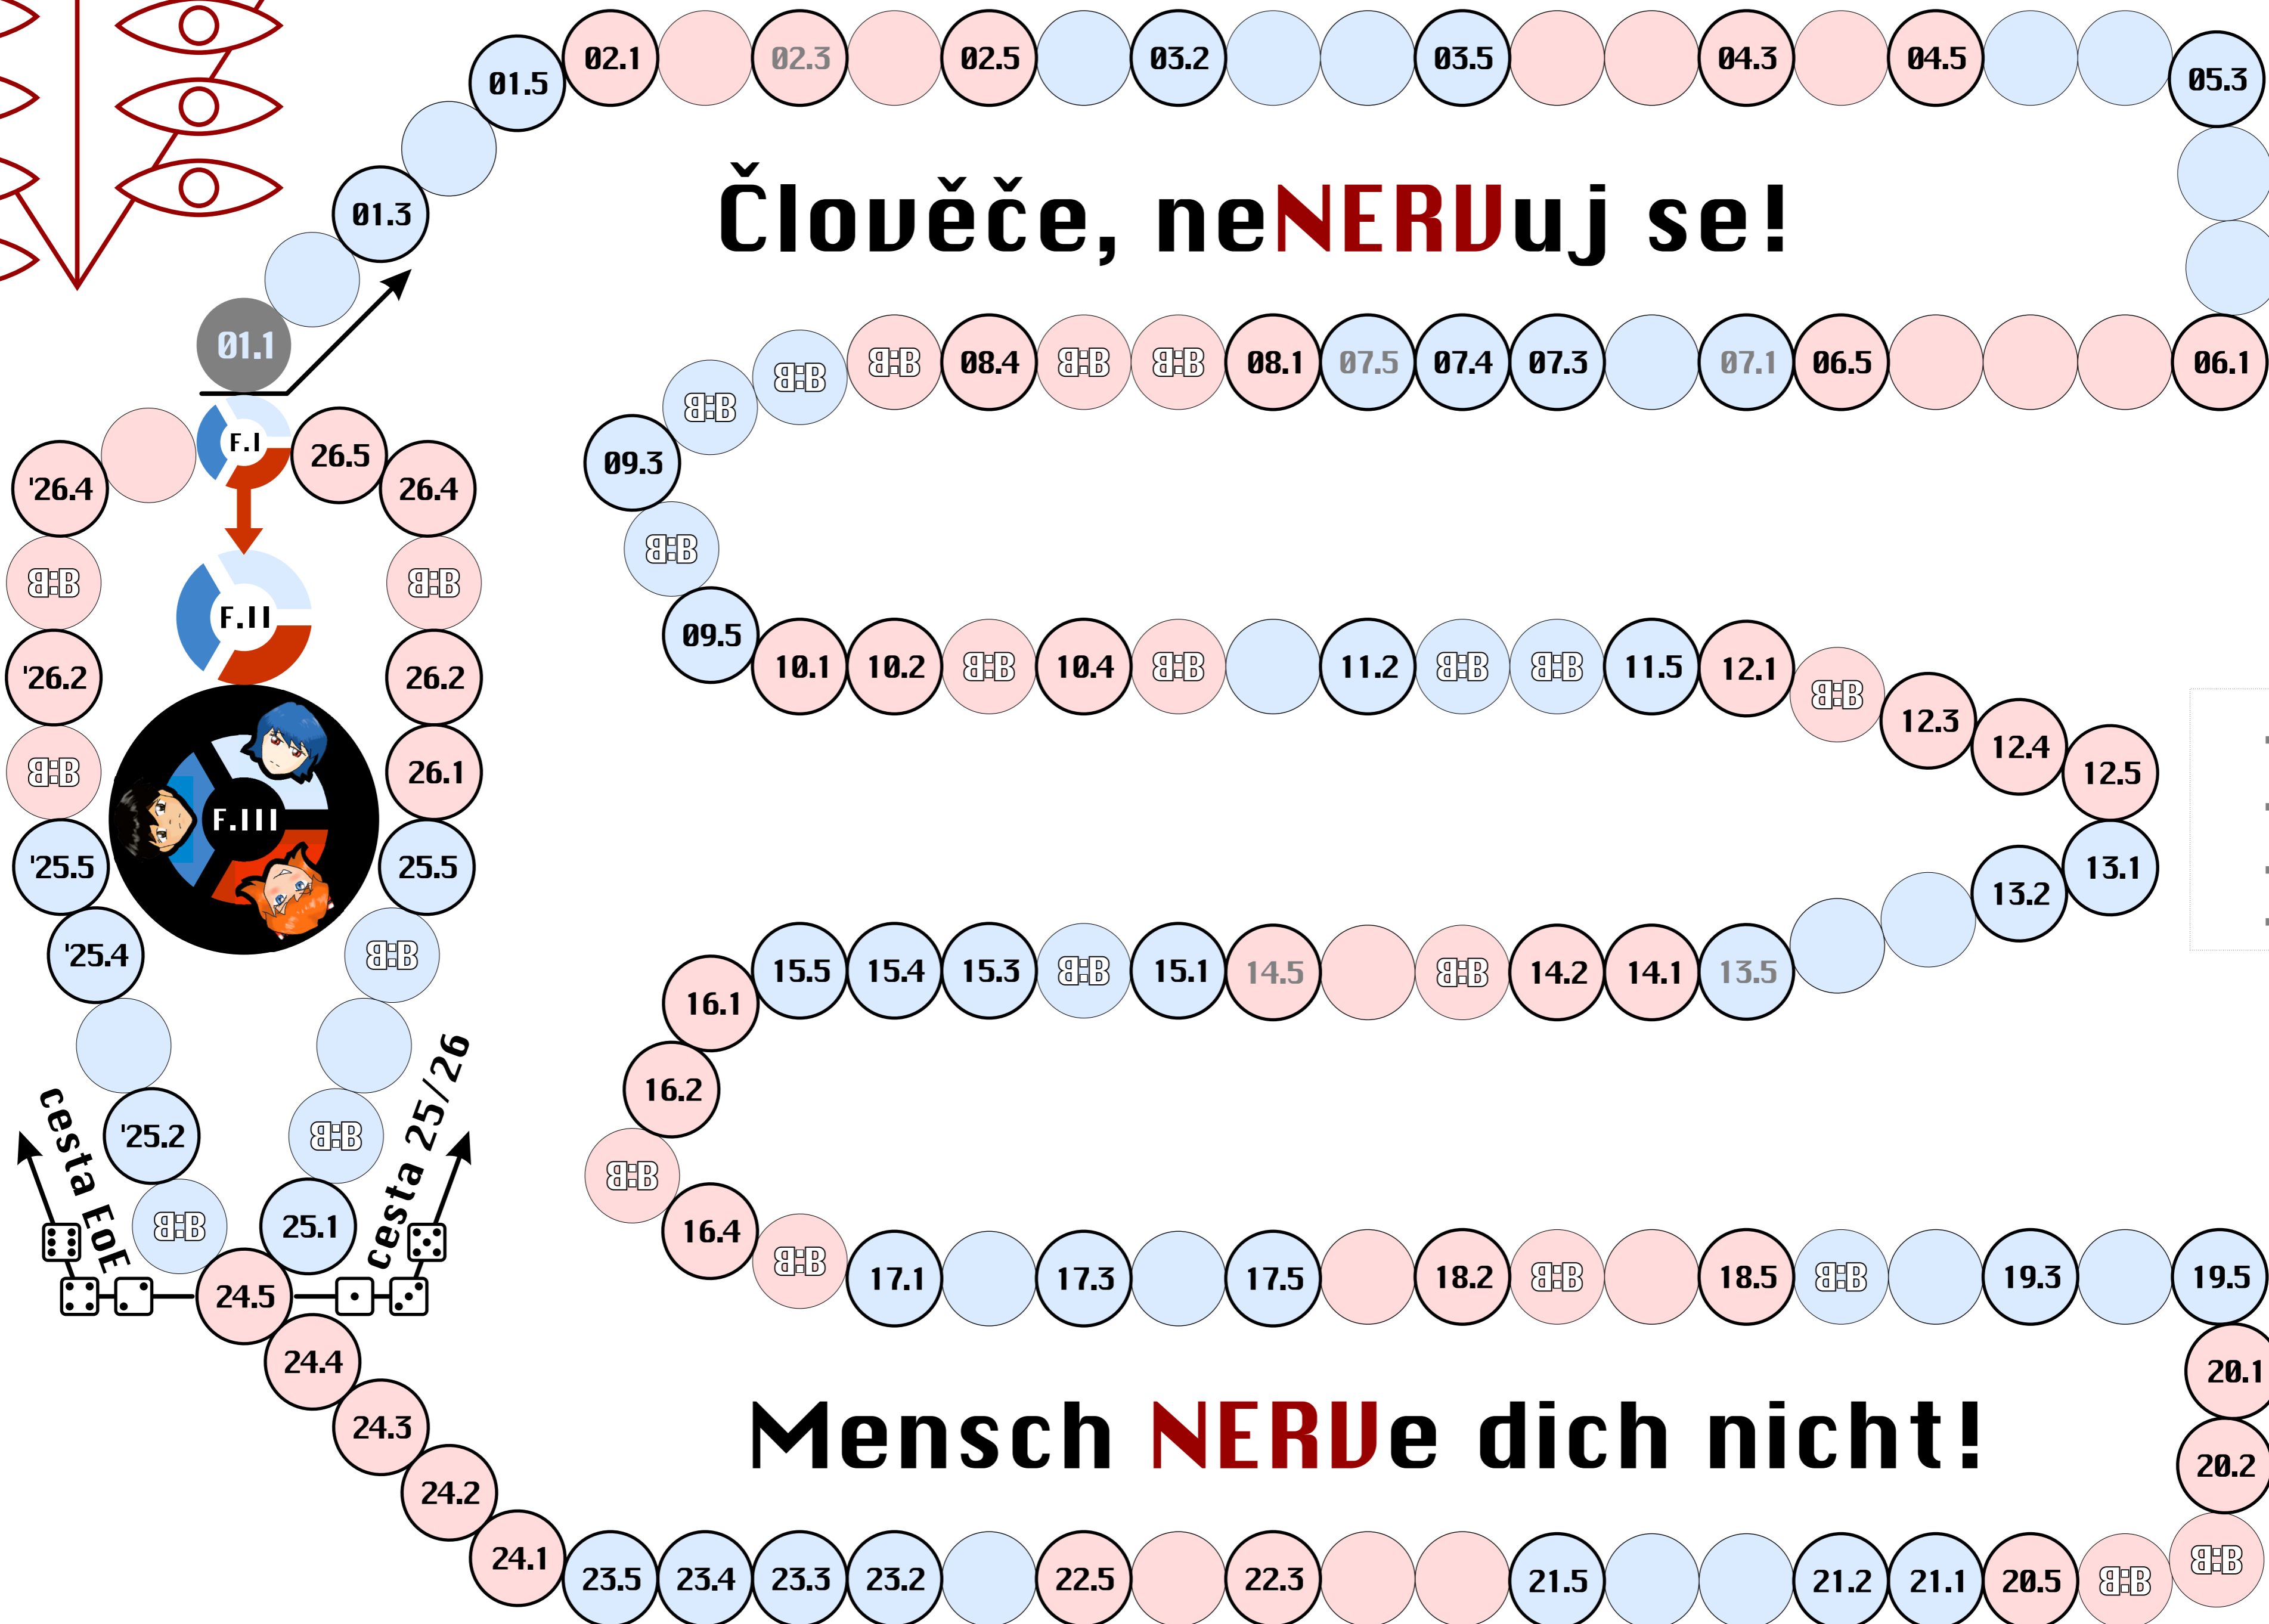 01.5 02.1 02.3 02.5 03.2 03.5 04.3 04.5 05.3
01.3
Člověče, neNERVuj se!
01.1
B:B B:B B:B 08.4 B:B B:B 08.1 07.5 07.4 07.3 07.1 06.5 06.1
'26.4 F.I 26.5 26.4
09.3
B:B B:B B:B
F.II
'26.2 26.2 09.5 10.1 10.2 B:B 10.4 B:B 11.2 B:B B:B 11.5 12.1 B:B 12.3 12.4 12.5
B:B 26.1
F.III
'25.5 25.5 13.1
13.2
'25.4 B:B 16.1 15.5 15.4 15.3 B:B 15.1 14.5 B:B 14.2 14.1 13.5
16.2
cesta EoE
cesta 25/26
'25.2 B:B B:B
B:B 25.1 16.4 B:B 17.1 17.3 17.5 18.2 B:B 18.5 B:B 19.3 19.5
24.5
24.4 20.1
24.3
Mensch NERVe dich nicht!
24.2 20.2
24.1 23.5 23.4 23.3 23.2 22.5 22.3 21.5 21.2 21.1 20.5 B:B B:B